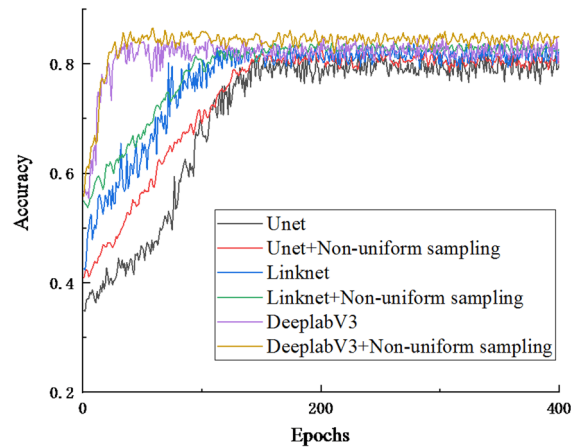 Accuracy
0.8
0.6
0.4
0.2
Unet
Unet+Non-uniform sampling
Linknet
Linknet+Non-uniform sampling
DeeplabV3
DeeplabV3+Non-uniform sampling
0 200 400
Epochs